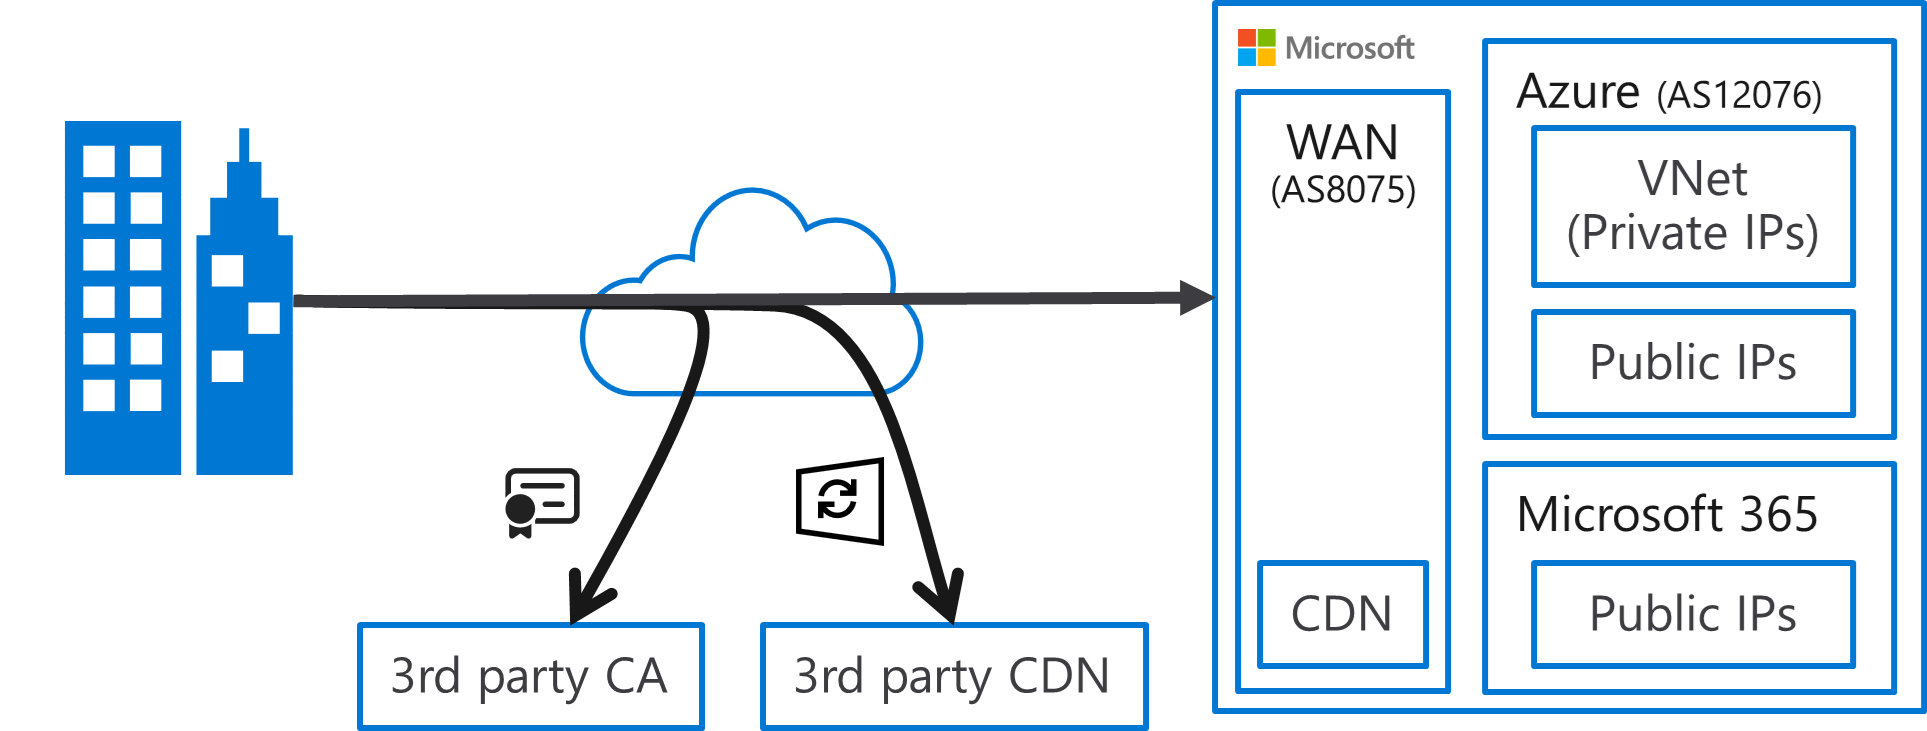 Microsoft
Azure (AS12076)
WAN
(AS8075)
VNet
(Private IPs)
Public IPs
Microsoft 365
CDN
Public IPs
3rd party CA
3rd party CDN